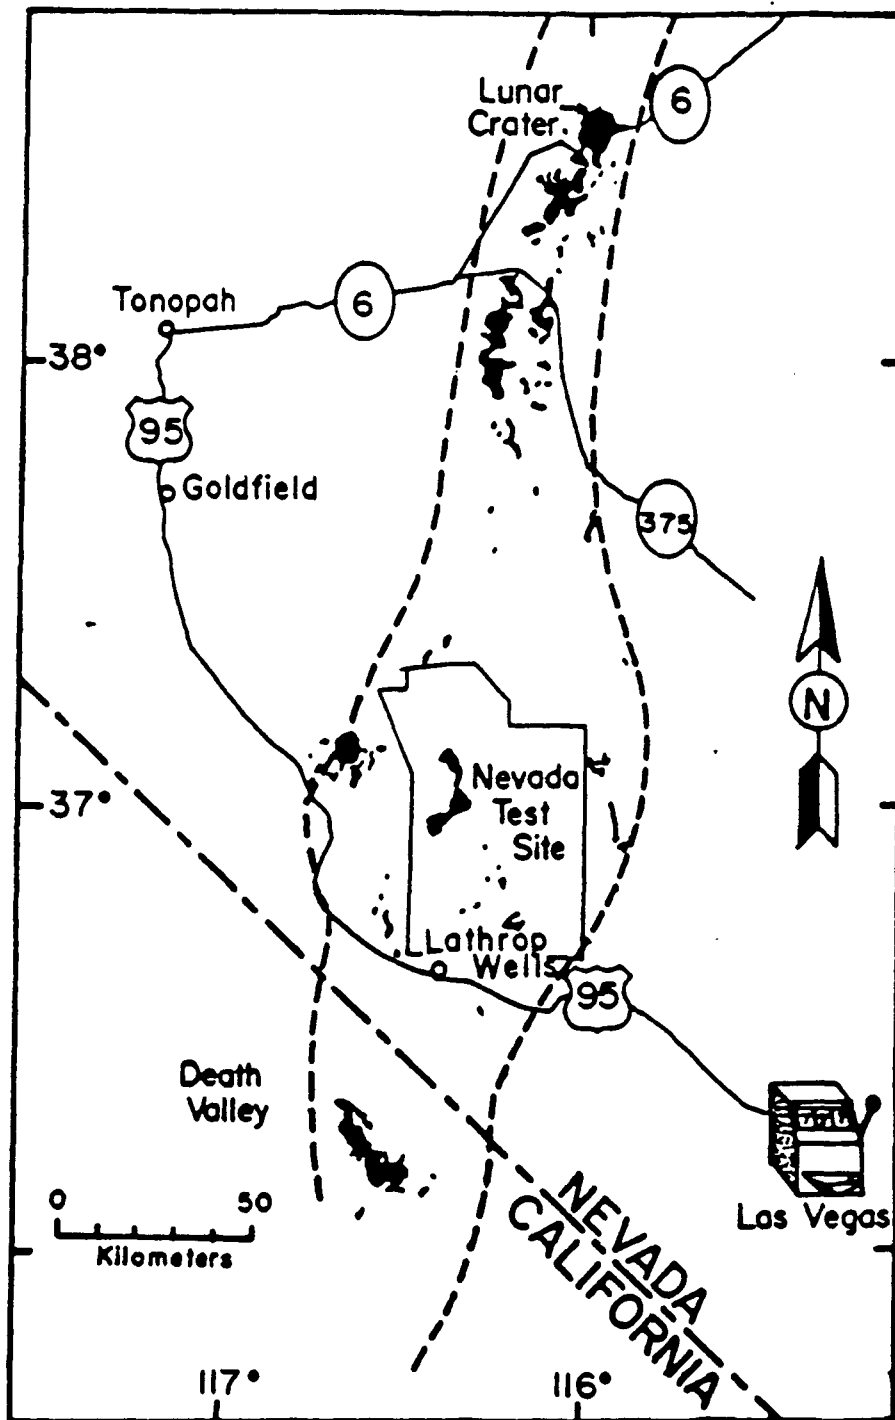 Lunar
Crater.
6
Tonopah
6
38°
95
Goldfield
375
N
37°
Nevada
Test
Site
Lathrop
Wells
95
Death
Valley
0 50
Kilometers
Las Vegas
NEVADA
CALIFORNIA
117° 116°